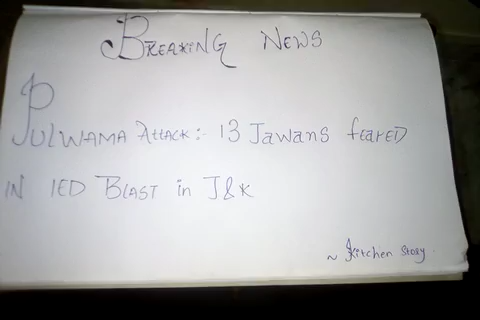 Breaking News
Pulwama Attack:- 13 Jawans feared
in IED Blast in J&K
~ Kitchen Story